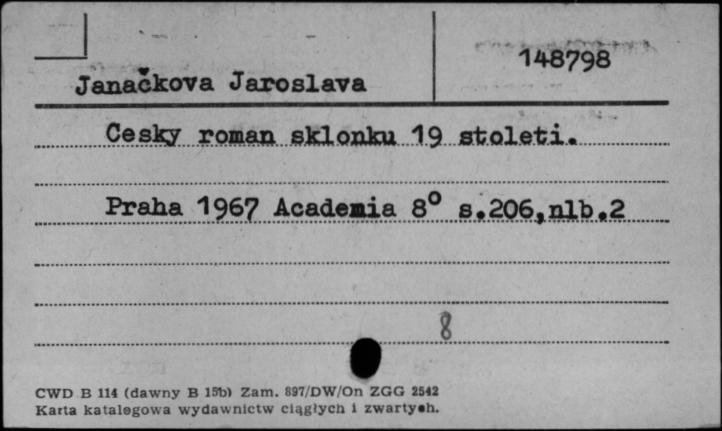 148798
Janačkova Jaroslava
Cesky roman sklonku 19 stoleti.
Praha 1967 Academia 8° s.206,nlb.2
8
CWD B 114 (dawny B 15b) Zam. 897/DW/On ZGG 2542
Karta katalogowa wydawnictw ciągłych i zwartych.